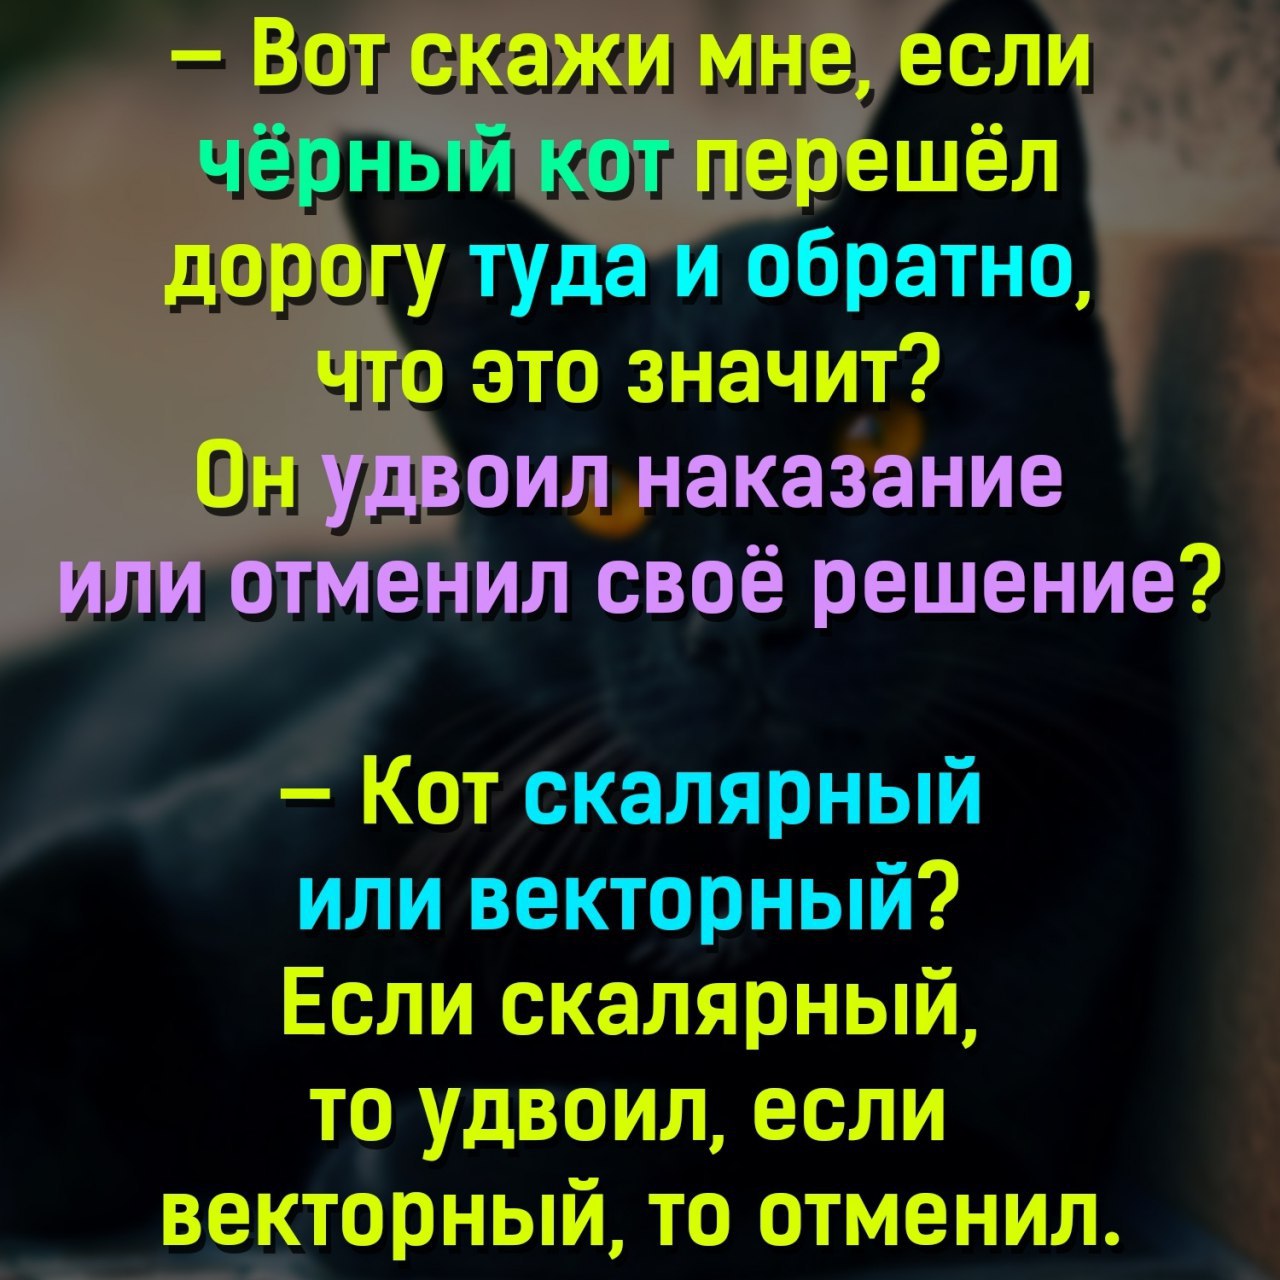 – Вот скажи мне, если
чёрный кот перешёл
дорогу туда и обратно,
что это значит?
Он удвоил наказание
или отменил своё решение?
– Кот скалярный
или векторный?
Если скалярный,
то удвоил, если
векторный, то отменил.